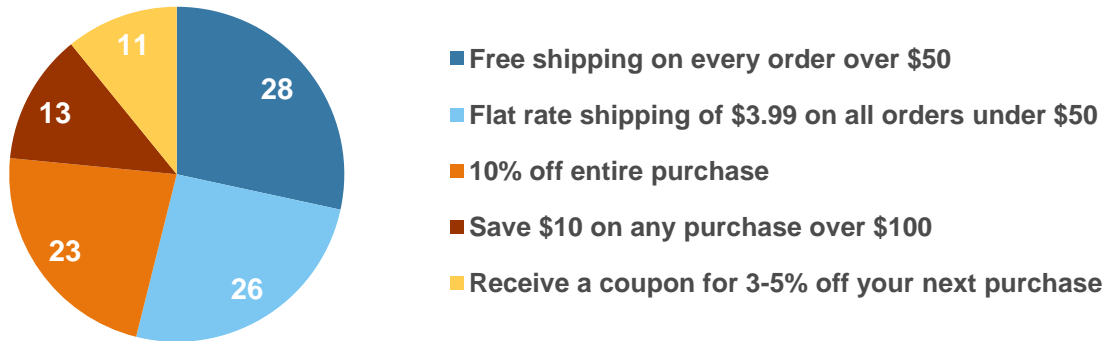 11
28
13
23
26
Free shipping on every order over $50
Flat rate shipping of $3.99 on all orders under $50
10% off entire purchase
Save $10 on any purchase over $100
Receive a coupon for 3-5% off your next purchase